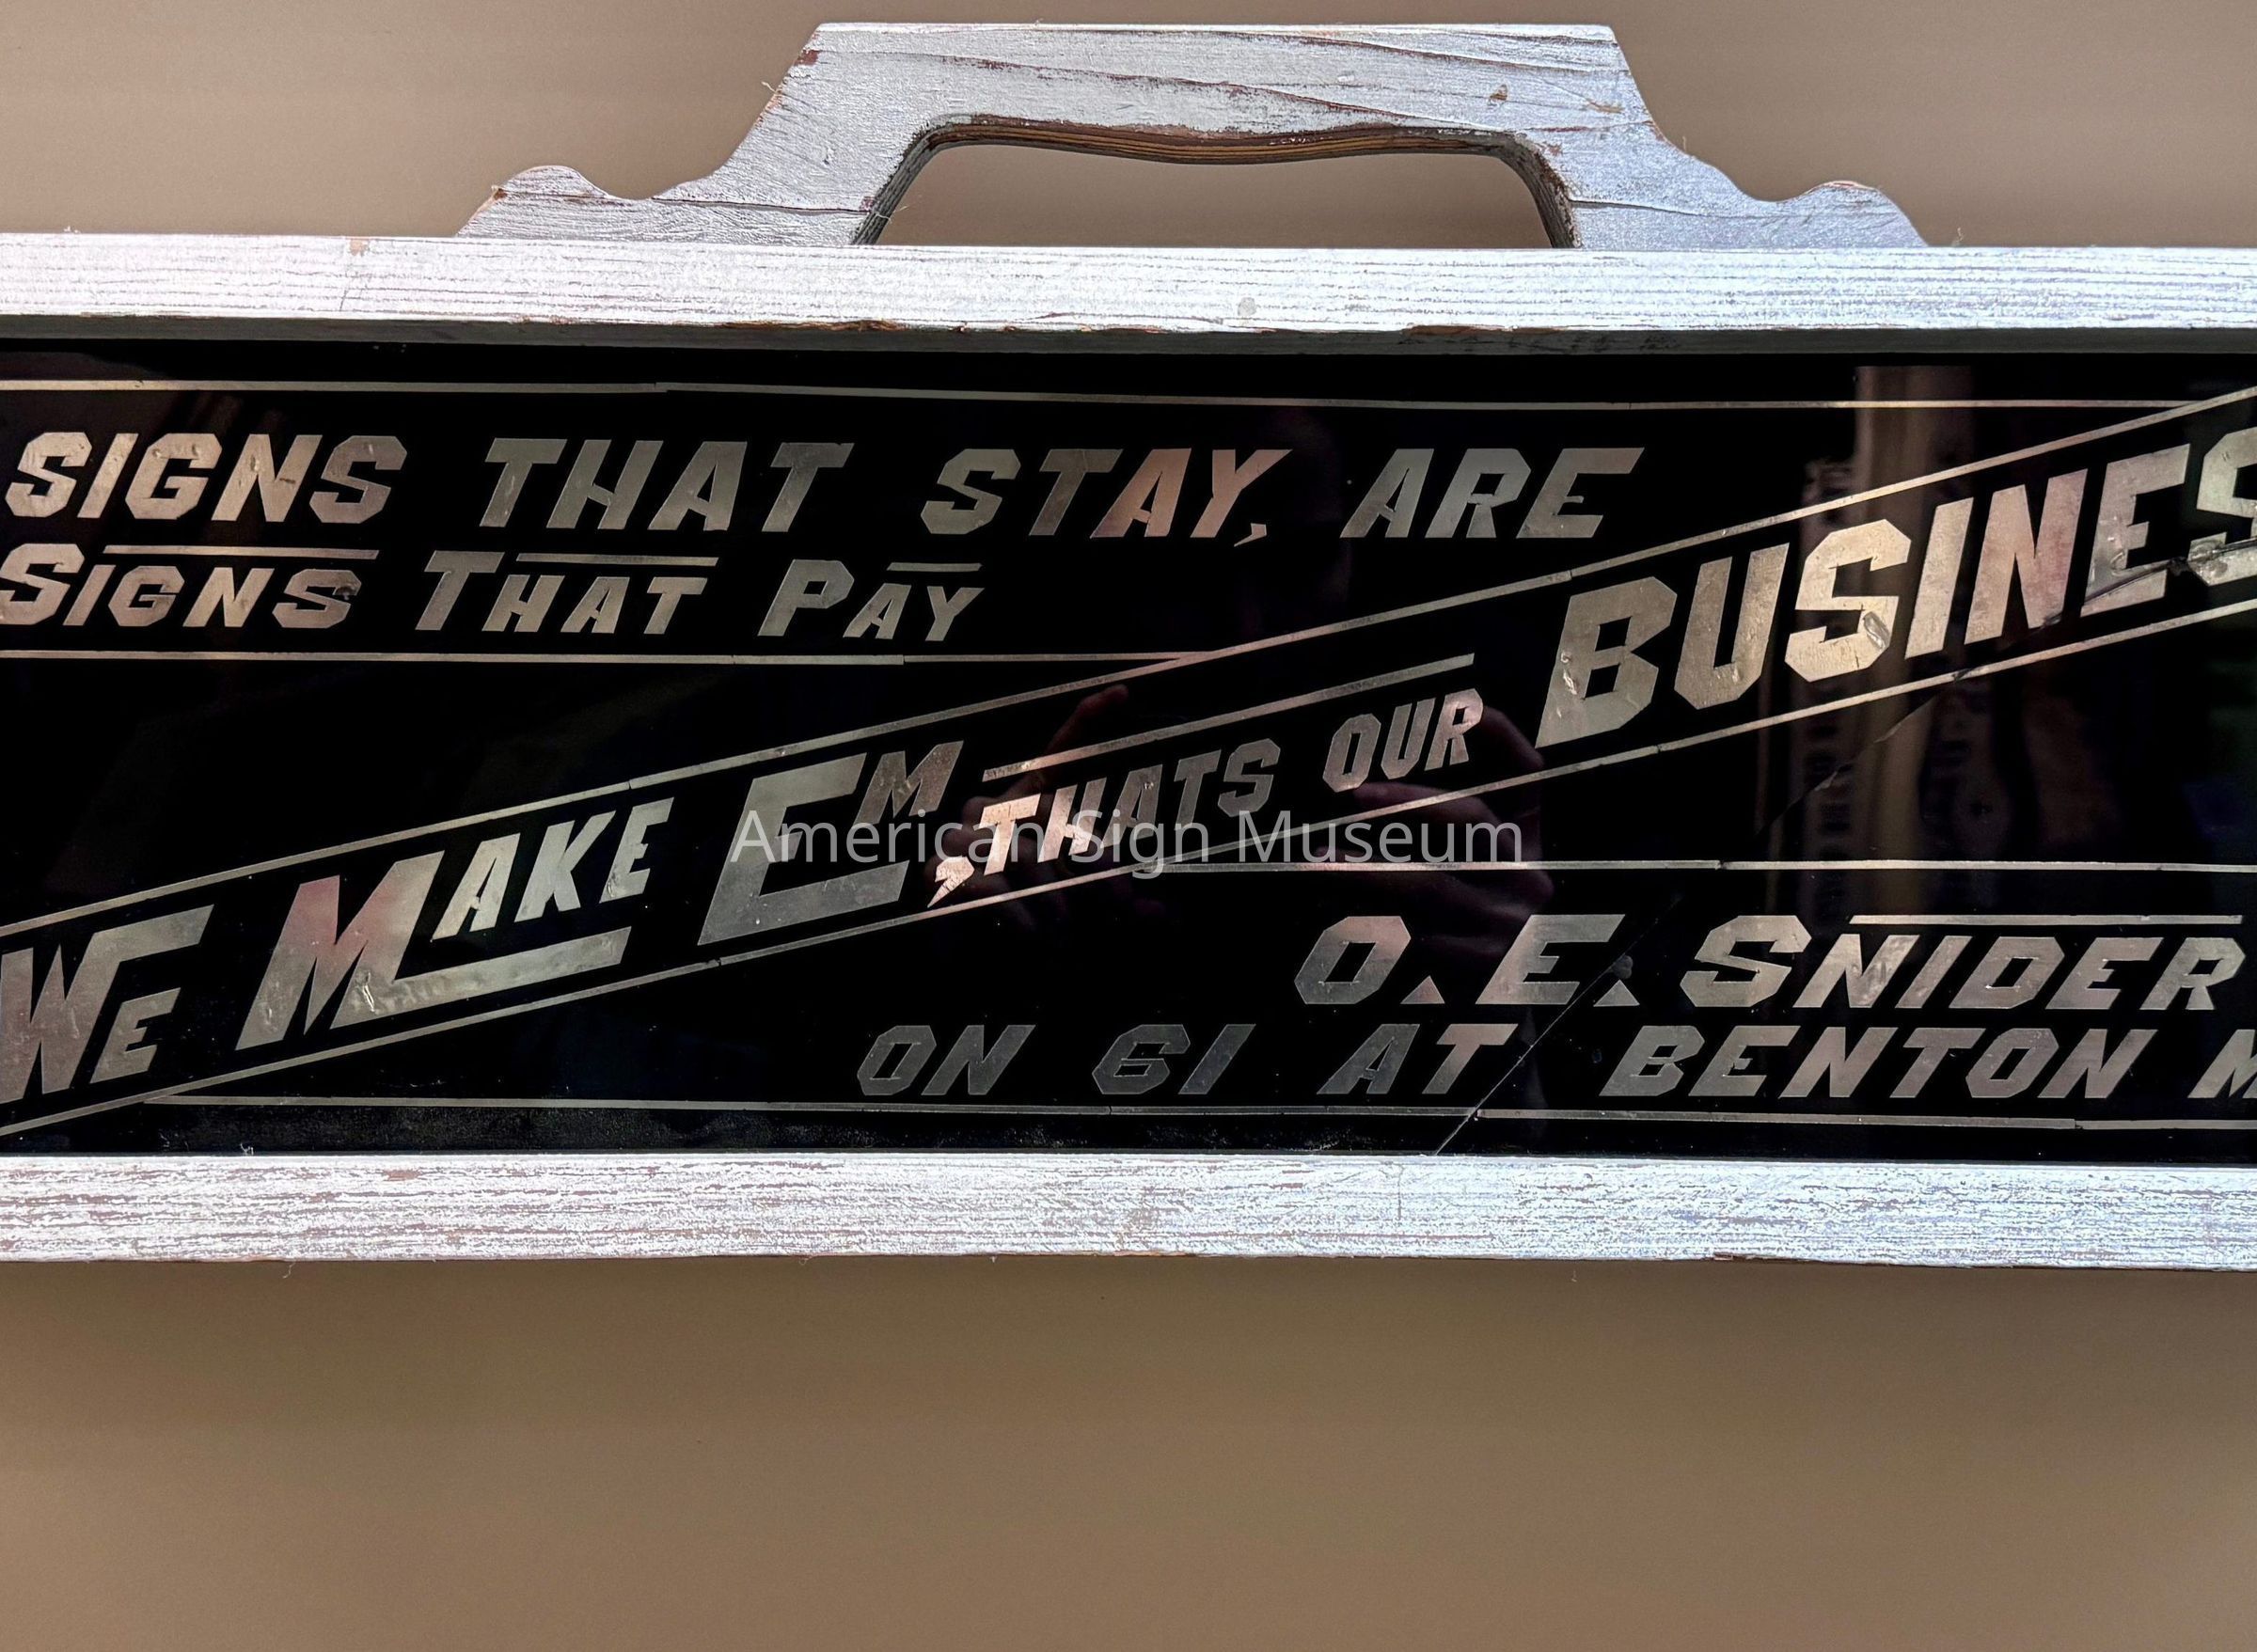 SIGNS THAT STAY, ARE
SIGNS THAT PAY
WE MAKE EM, THATS OUR BUSINES
O. E. SNIDER
ON 61 AT BENTON M
American Sign Museum